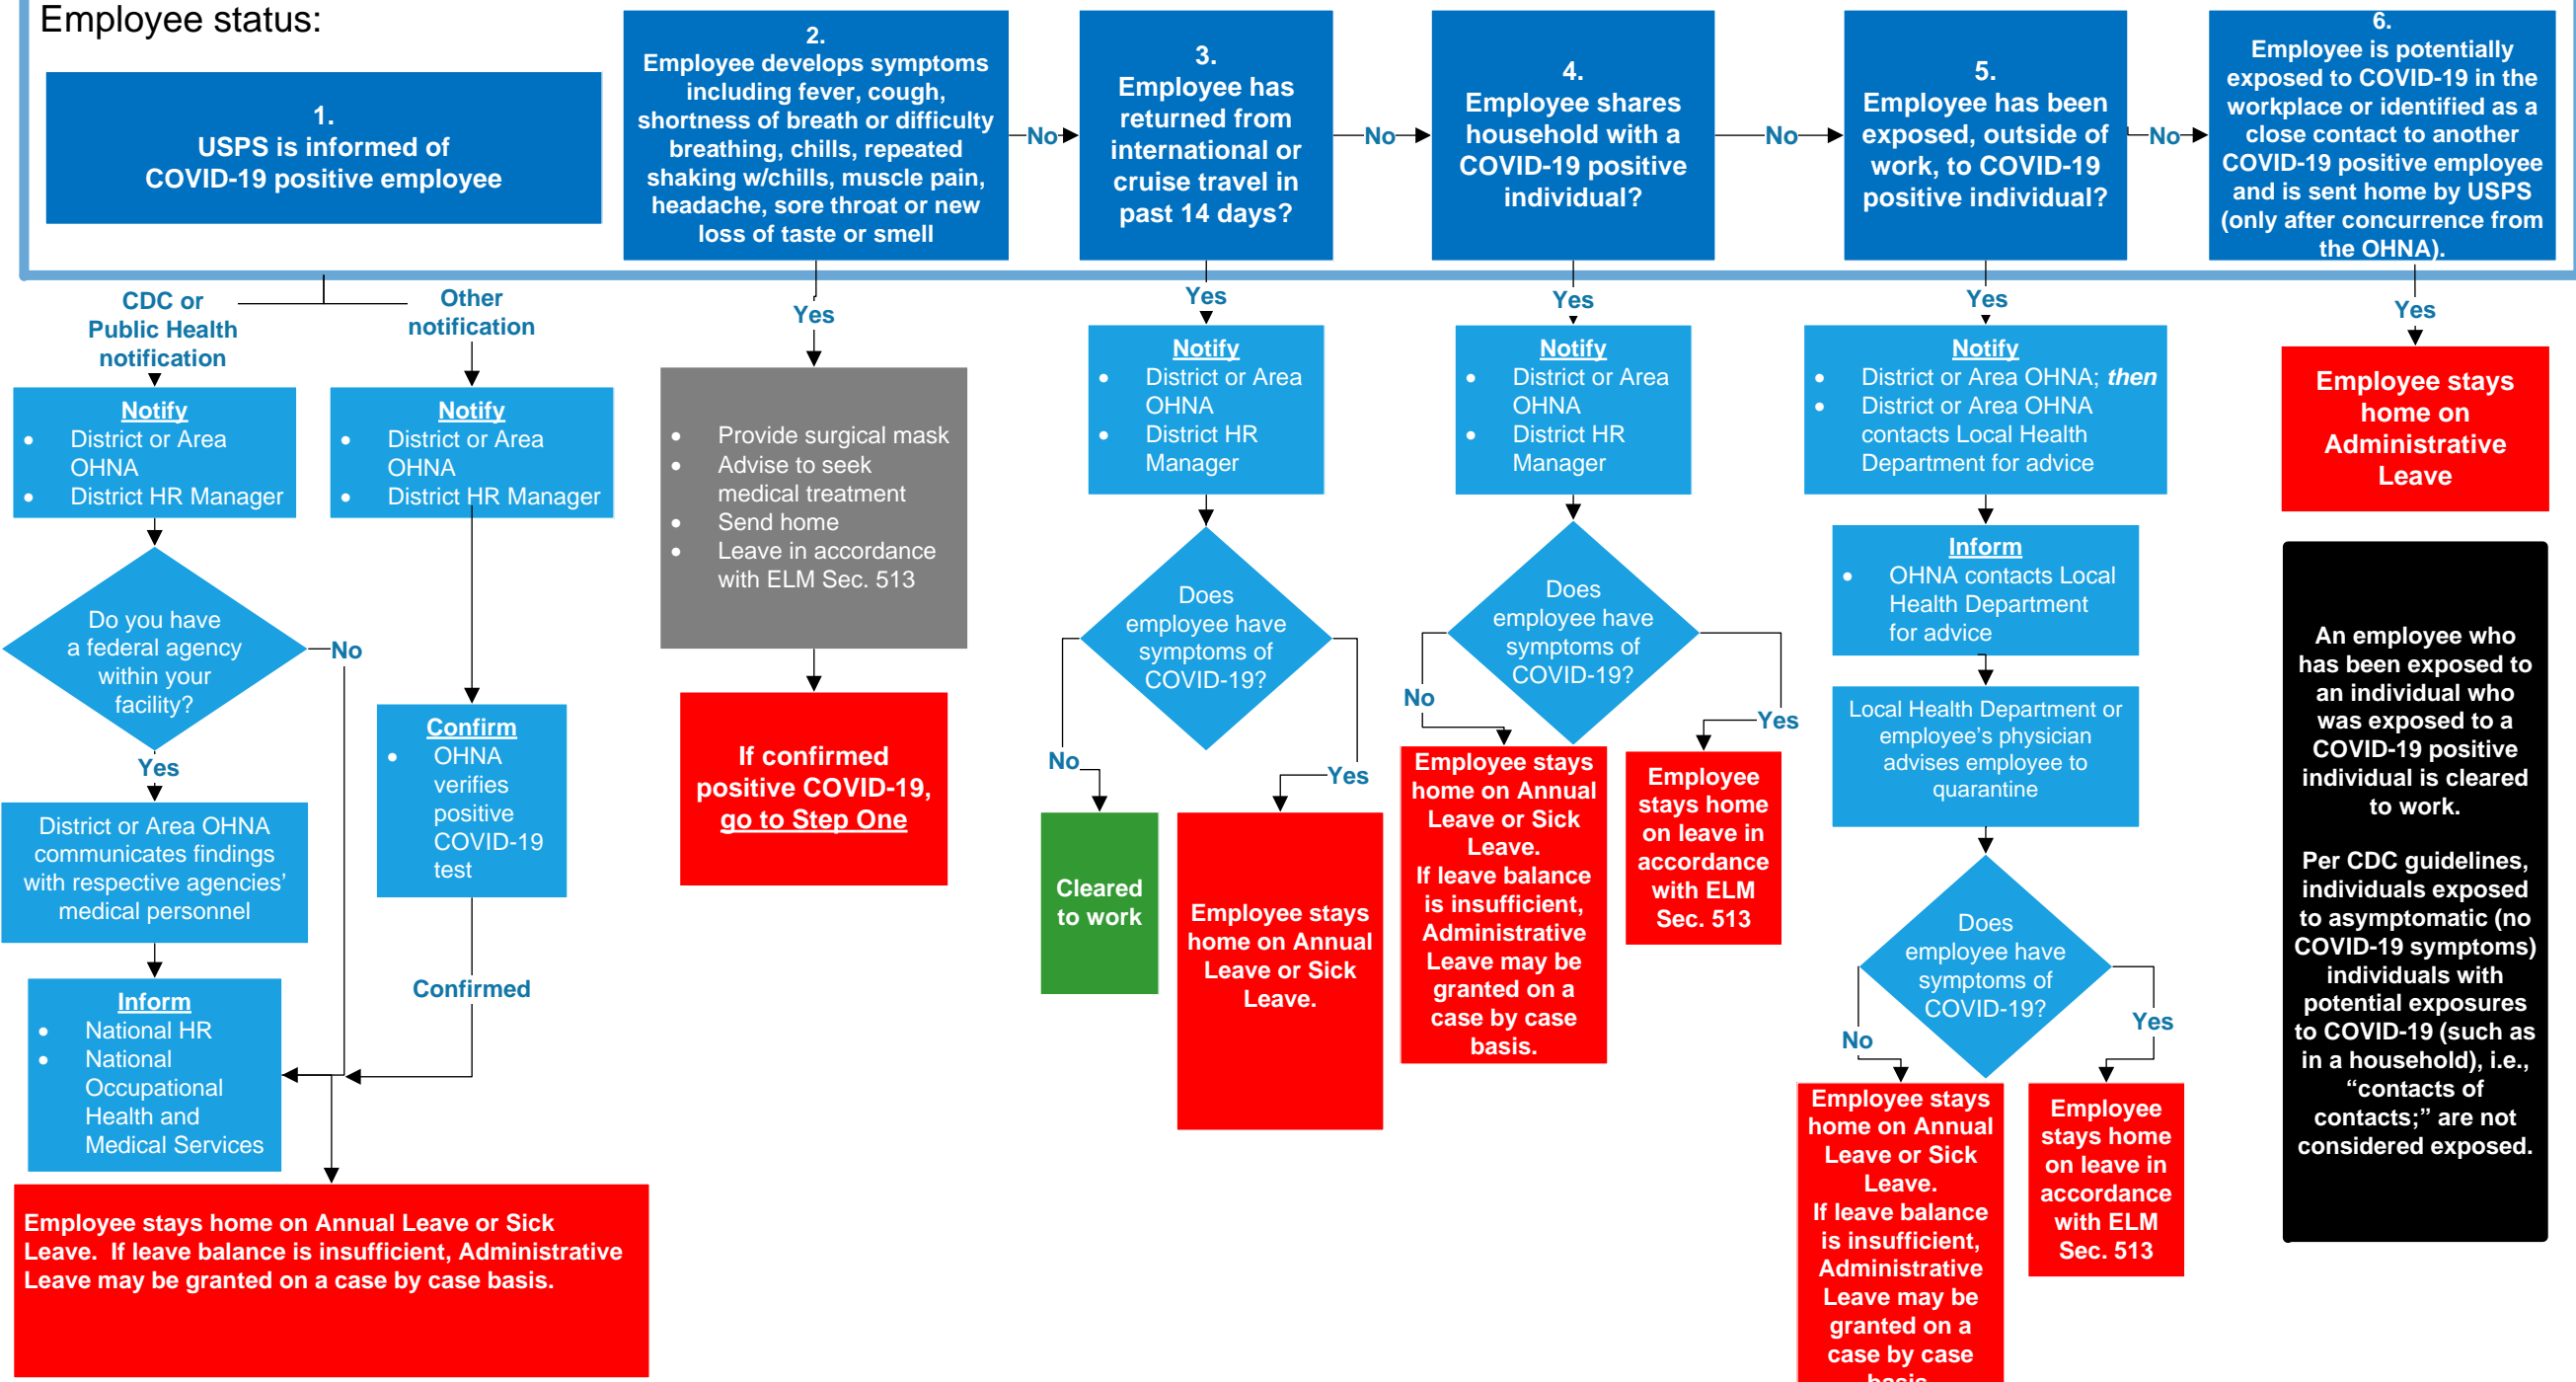 Employee status:
1.
USPS is informed of
COVID-19 positive employee
2.
Employee develops symptoms
including fever, cough,
shortness of breath or difficulty
breathing, chills, repeated
shaking w/chills, muscle pain,
headache, sore throat or new
loss of taste or smell
No
3.
Employee has
returned from
international or
cruise travel in
past 14 days?
No
4.
Employee shares
household with a
COVID-19 positive
individual?
No
5.
Employee has been
exposed, outside of
work, to COVID-19
positive individual?
No
6.
Employee is potentially
exposed to COVID-19 in the
workplace or identified as a
close contact to another
COVID-19 positive employee
and is sent home by USPS
(only after concurrence from
the OHNA).
CDC or
Public Health
notification
Other
notification
Notify
• District or Area
OHNA
• District HR Manager
Notify
• District or Area
OHNA
• District HR Manager
Do you have
a federal agency
within your
facility?
No
Yes
District or Area OHNA
communicates findings
with respective agencies’
medical personnel
Inform
• National HR
• National
Occupational
Health and
Medical Services
Confirm
• OHNA
verifies
positive
COVID-19
test
Confirmed
Employee stays home on Annual Leave or Sick
Leave. If leave balance is insufficient, Administrative
Leave may be granted on a case by case basis.
Yes
• Provide surgical mask
• Advise to seek
medical treatment
• Send home
• Leave in accordance
with ELM Sec. 513
If confirmed
positive COVID-19,
go to Step One
Yes
Notify
• District or Area
OHNA
• District HR
Manager
Does
employee have
symptoms of
COVID-19?
No
Yes
Cleared
to work
Employee stays
home on Annual
Leave or Sick
Leave.
Yes
Notify
• District or Area
OHNA
• District HR
Manager
Does
employee have
symptoms of
COVID-19?
No
Yes
Employee stays
home on Annual
Leave or Sick
Leave.
If leave balance
is insufficient,
Administrative
Leave may be
granted on a
case by case
basis.
Employee
stays home
on leave in
accordance
with ELM
Sec. 513
Yes
Notify
• District or Area OHNA; then
• District or Area OHNA
contacts Local Health
Department for advice
Inform
• OHNA contacts Local
Health Department
for advice
Local Health Department or
employee’s physician
advises employee to
quarantine
Does
employee have
symptoms of
COVID-19?
No
Yes
Employee stays
home on Annual
Leave or Sick
Leave.
If leave balance
is insufficient,
Administrative
Leave may be
granted on a
case by case
basis.
Employee
stays home
on leave in
accordance
with ELM
Sec. 513
Yes
Employee stays
home on
Administrative
Leave
An employee who
has been exposed to
an individual who
was exposed to a
COVID-19 positive
individual is cleared
to work.
Per CDC guidelines,
individuals exposed
to asymptomatic (no
COVID-19 symptoms)
individuals with
potential exposures
to COVID-19 (such as
in a household), i.e.,
“contacts of
contacts;” are not
considered exposed.